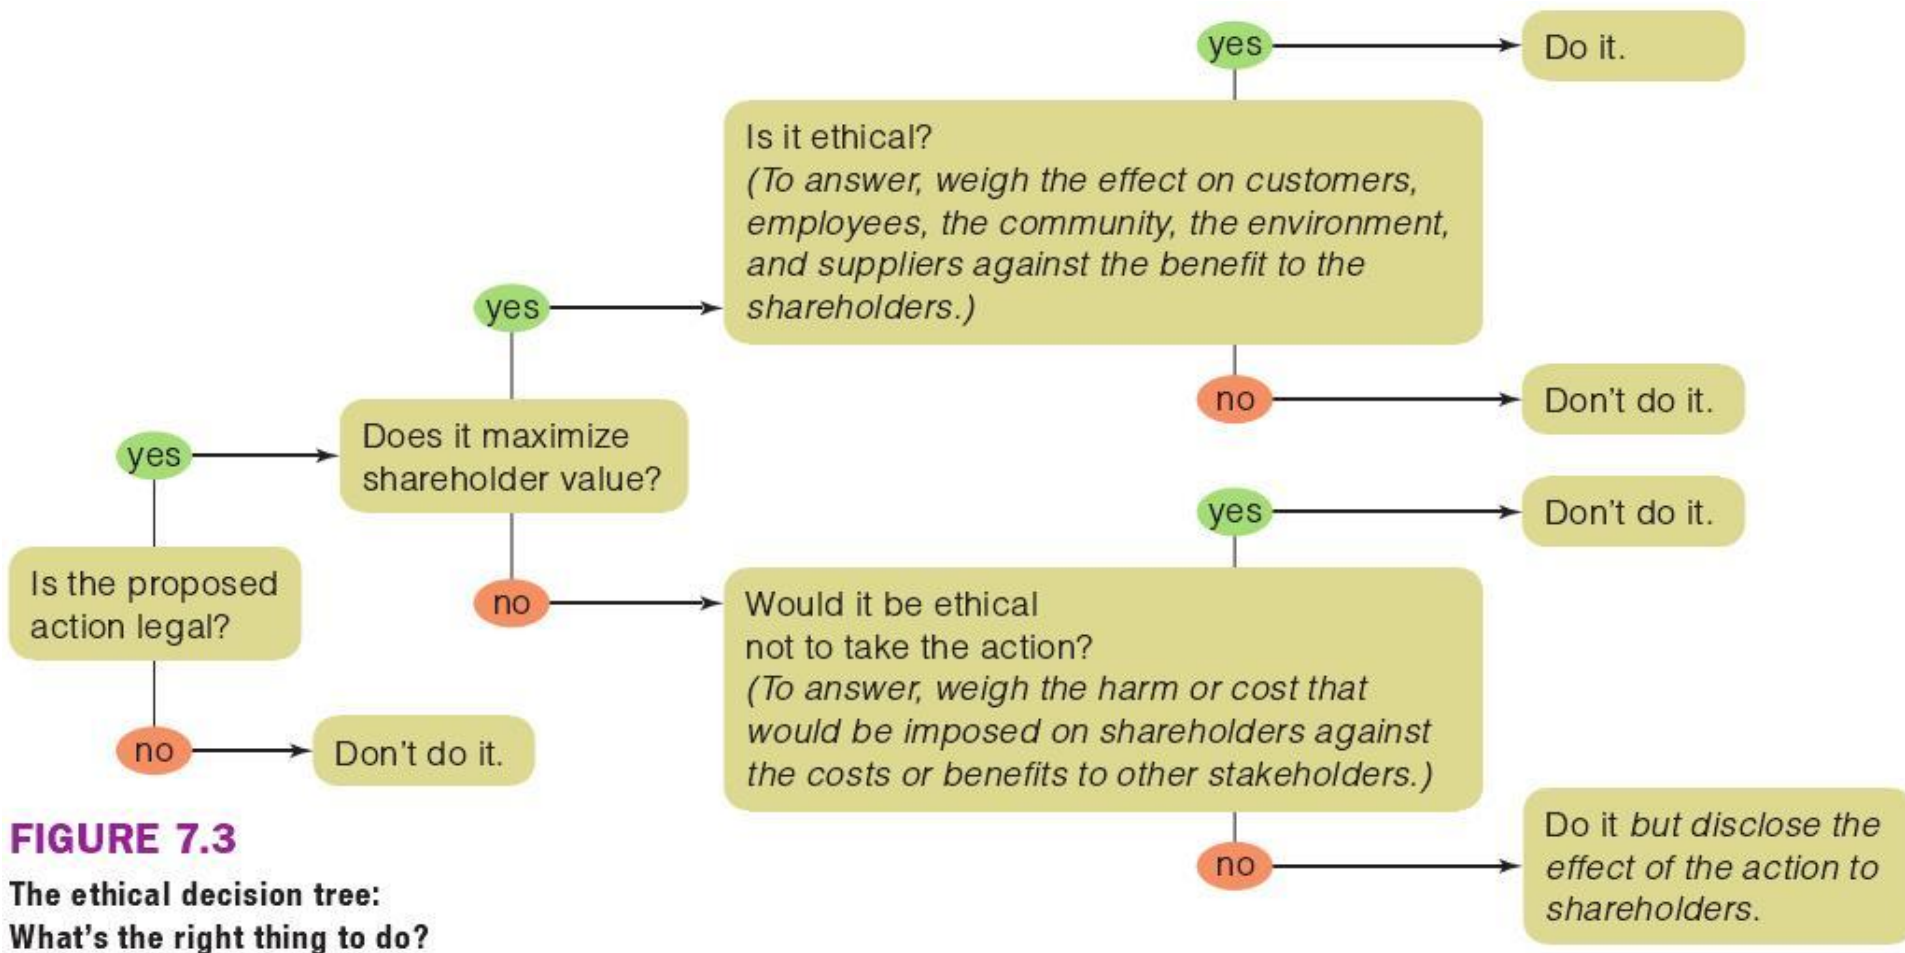 Is the proposed
action legal?
yes
no
Don't do it.
Does it maximize
shareholder value?
yes
no
Is it ethical?
(To answer, weigh the effect on customers,
employees, the community, the environment,
and suppliers against the benefit to the
shareholders.)
yes
Do it.
no
Don't do it.
Would it be ethical
not to take the action?
(To answer, weigh the harm or cost that
would be imposed on shareholders against
the costs or benefits to other stakeholders.)
yes
Don't do it.
no
Do it but disclose the
effect of the action to
shareholders.
FIGURE 7.3
The ethical decision tree:
What's the right thing to do?